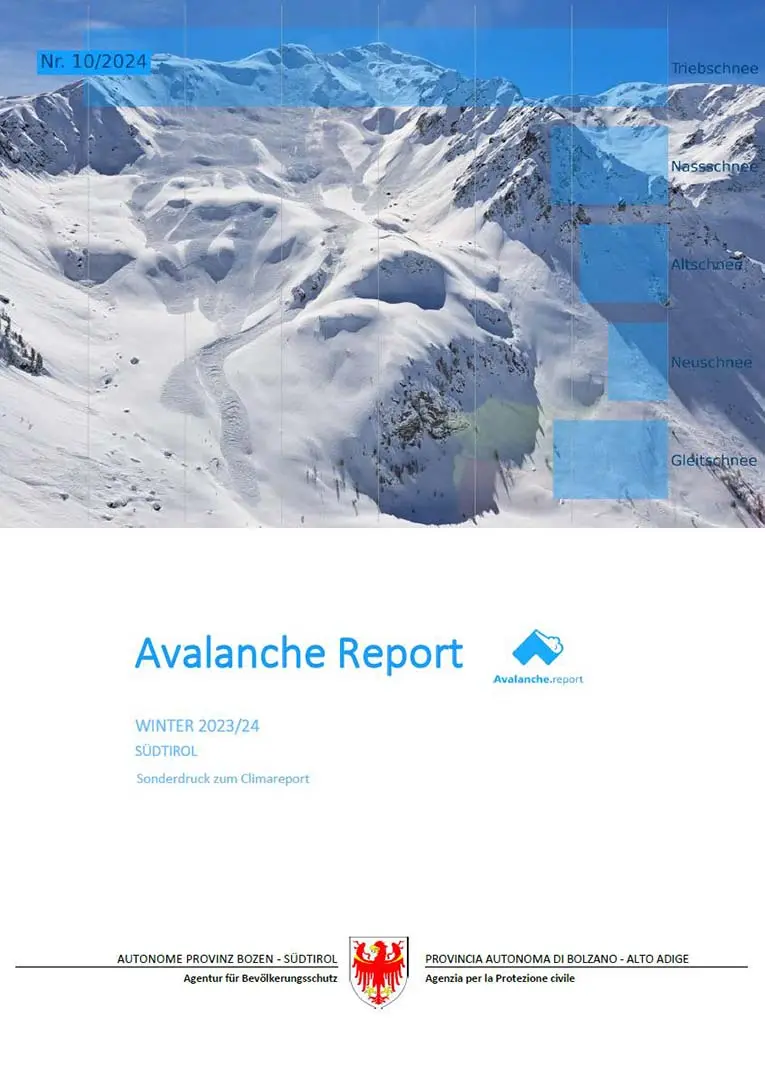 Nr. 10/2024
Triebschnee
Nassschnee
Altschnee
Neuschnee
Gleitschnee
Avalanche Report
Avalanche.report
WINTER 2023/24
SÜDTIROL
Sonderdruck zum Climareport
AUTONOME PROVINZ BOZEN - SÜDTIROL
Agentur für Bevölkerungsschutz
PROVINCIA AUTONOMA DI BOLZANO - ALTO ADIGE
Agenzia per la Protezione civile